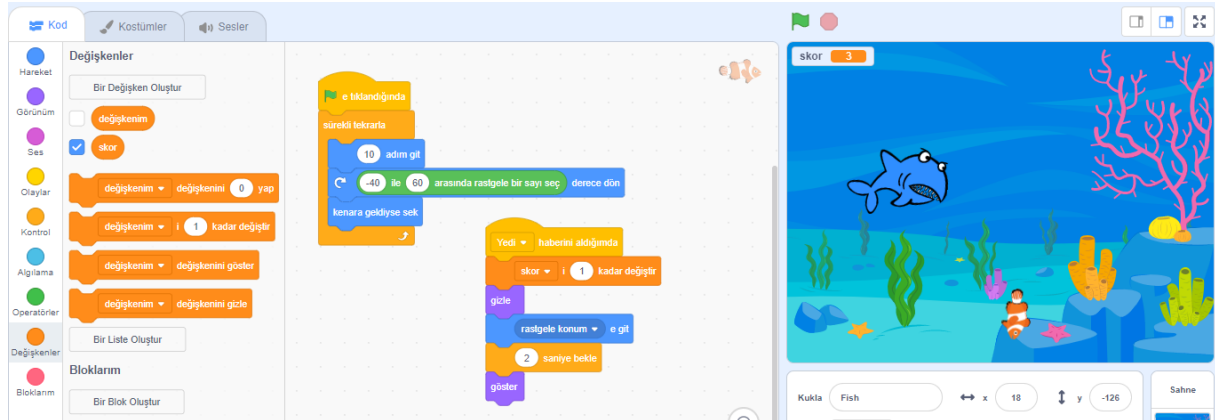 Kod
Kostümler
Sesler
Hareket
Görünüm
Ses
Olaylar
Kontrol
Algılama
Operatörler
Değişkenler
Bloklarım
Değişkenler
Bir Değişken Oluştur
değişkenim
skor
değişkenim değişkenini 0 yap
değişkenim i 1 kadar değiştir
değişkenim değişkenini göster
değişkenim değişkenini gizle
Bir Liste Oluştur
Bloklarım
Bir Blok Oluştur
e tıklandığında
sürekli tekrarla
10 adım git
-40 ile 60 arasında rastgele bir sayı seç derece dön
kenara geldiyse sek
Yedi haberini aldığımda
skor i 1 kadar değiştir
gizle
rastgele konum e git
2 saniye bekle
göster
skor 3
Kukla Fish x 18 y -126
Sahne